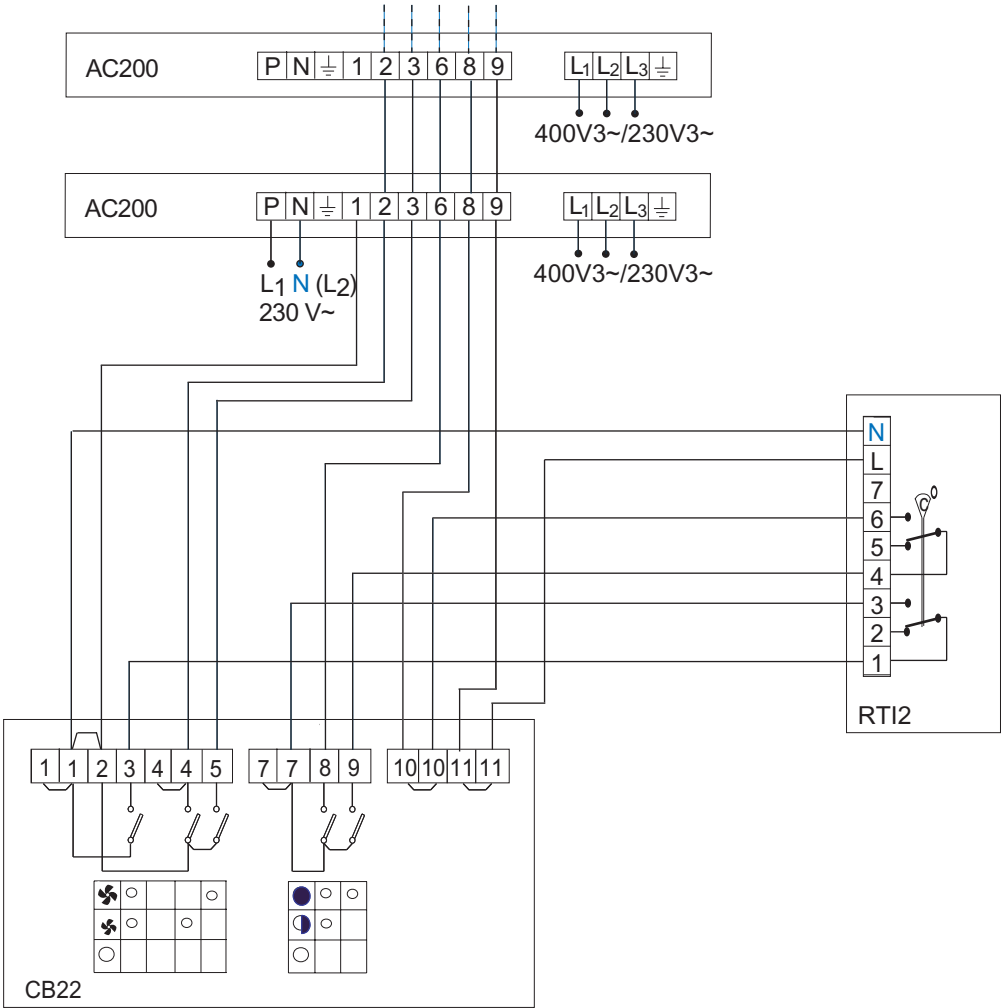 AC200 P N 1 2 3 6 8 9 L1 L2 L3
400V3~/230V3~
AC200 P N 1 2 3 6 8 9 L1 L2 L3
400V3~/230V3~
L1 N (L2)
230 V~
N
L
7
6
5
4
3
2
1
C
RTI2
1 1 2 3 4 4 5 7 7 8 9 10 10 11 11
CB22